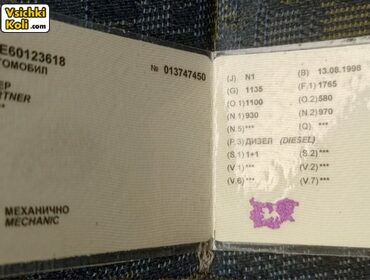 Vsichki
Koli.com
E60123618
ТОМОБИЛ
№ 013747450
ЕР
RTNER
***
МЕХАНИЧНО
MECHANIC
(J) N1 (B) 13.08.1998
(G) 1135 (F.1) 1765
(O.1) 1100 (O.2) 580
(N.1) 930 (N.2) 970
(N.5) *** (N.3) ***
(P.3) ДИЗЕЛ (DIESEL)
(S.1) 1+1 (S.2) ***
(V.1) *** (V.2) ***
(V.6) *** (V.7) ***